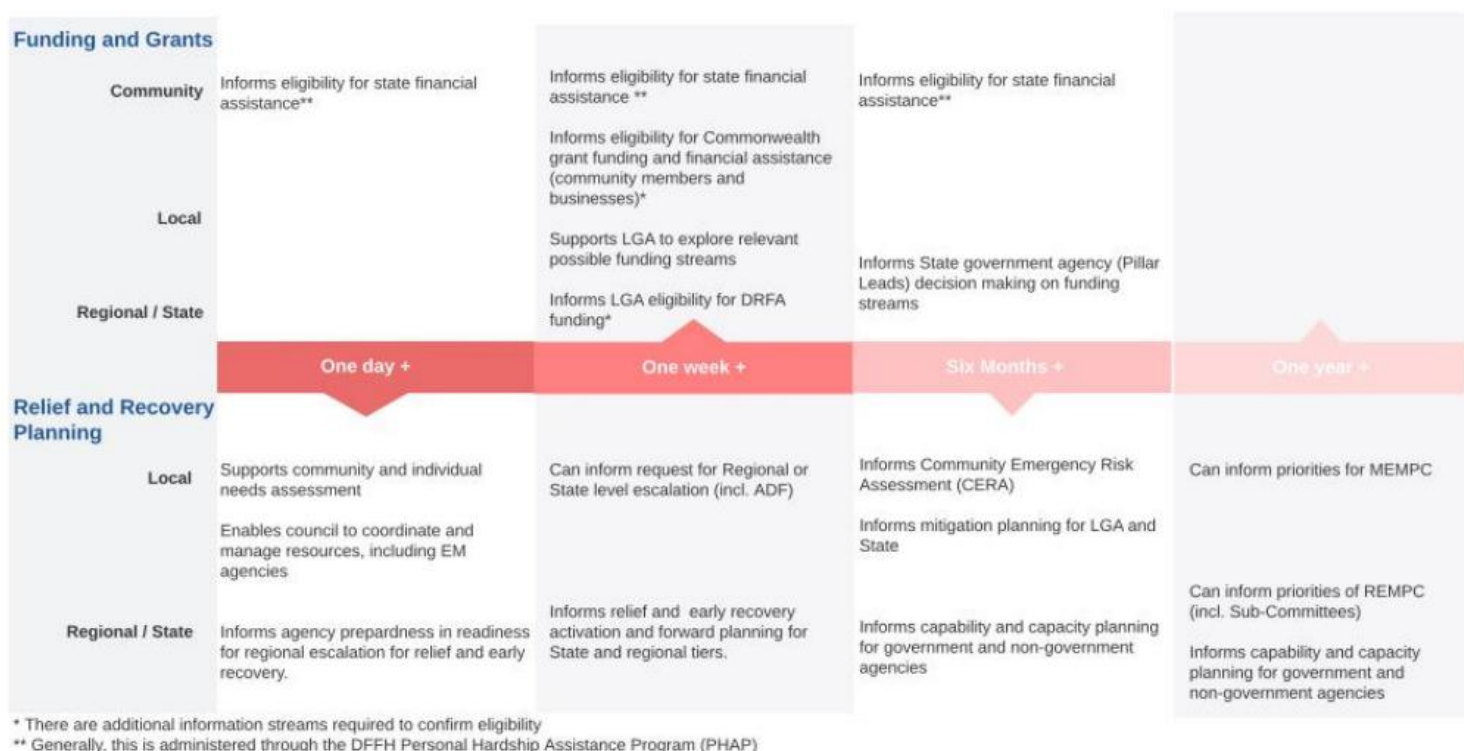 Funding and Grants
Community
Informs eligibility for state financial
assistance**
Informs eligibility for state financial
assistance **
Informs eligibility for Commonwealth
grant funding and financial assistance
(community members and
businesses)*
Informs eligibility for state financial
assistance**
Local
Supports LGA to explore relevant
possible funding streams
Regional / State
Informs LGA eligibility for DRFA
funding*
Informs State government agency (Pillar
Leads) decision making on funding
streams
One day +
One week +
Six Months +
One year +
Relief and Recovery
Planning
Local
Supports community and individual
needs assessment
Enables council to coordinate and
manage resources, including EM
agencies
Can inform request for Regional or
State level escalation (incl. ADF)
Informs Community Emergency Risk
Assessment (CERA)
Informs mitigation planning for LGA and
State
Can inform priorities for MEMPC
Regional / State
Informs agency prepardness in readiness
for regional escalation for relief and early
recovery.
Informs relief and early recovery
activation and forward planning for
State and regional tiers.
Informs capability and capacity planning
for government and non-government
agencies
Can inform priorities of REMPC
(incl. Sub-Committees)
Informs capability and capacity
planning for government and
non-government agencies
* There are additional information streams required to confirm eligibility
** Generally, this is administered through the DFFH Personal Hardship Assistance Program (PHAP)